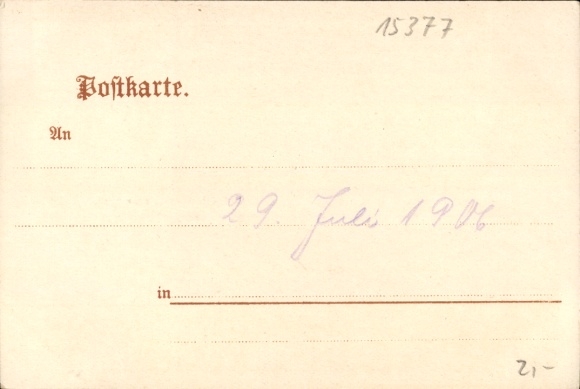 15377
Postkarte.
An
29. Juli 1906
in
2,-